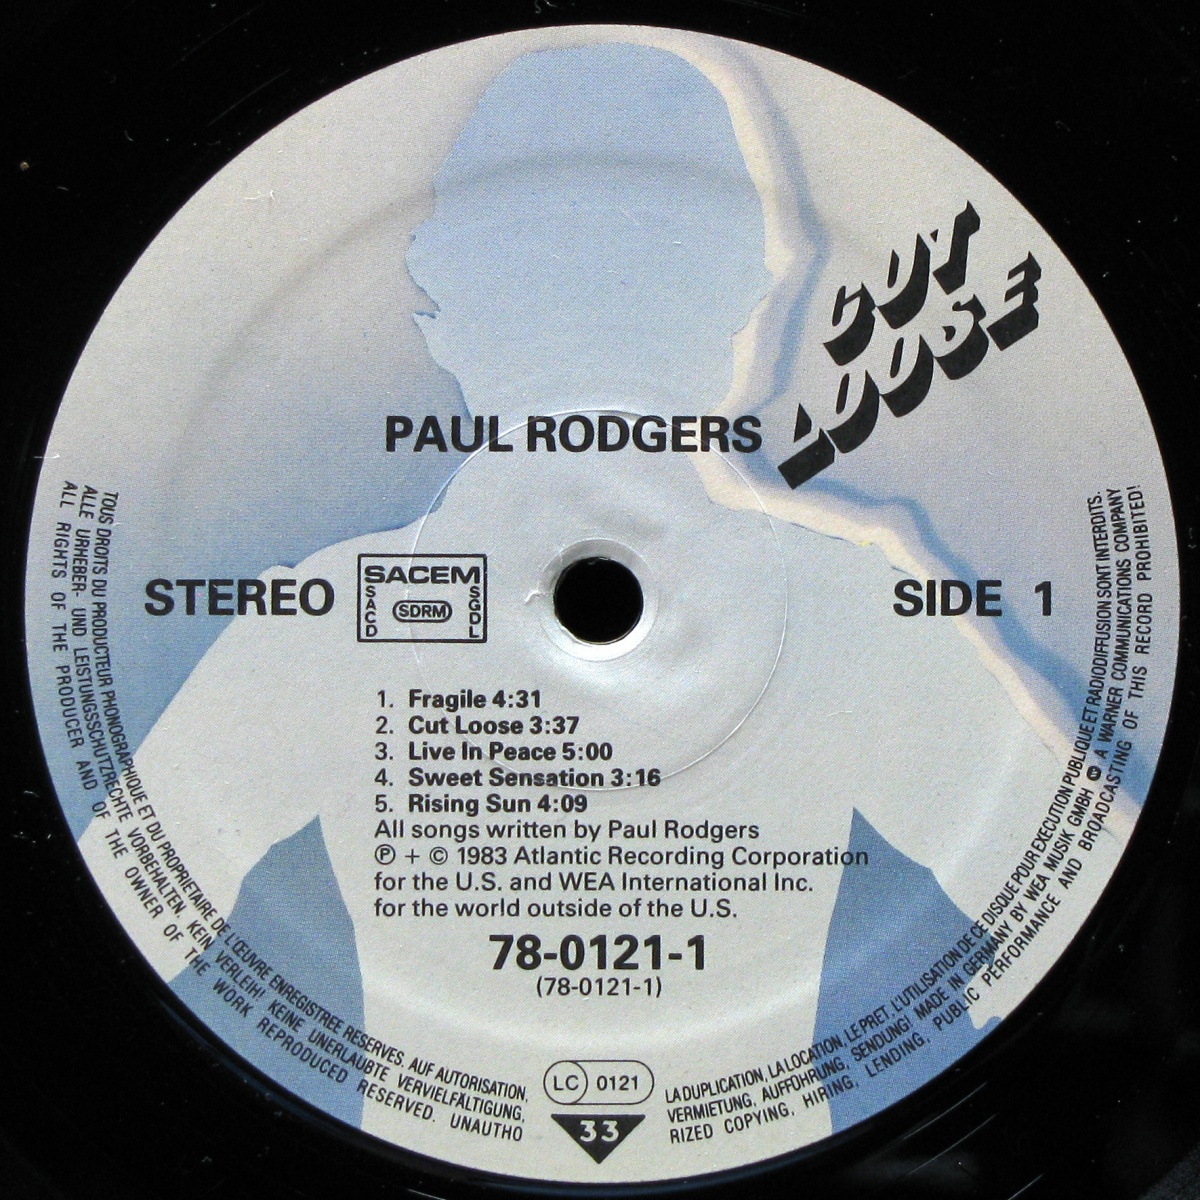 CUT
LOOSE
PAUL RODGERS
STEREO
SACEM
SACD
SDRM
SGDL
SIDE 1
1. Fragile 4:31
2. Cut Loose 3:37
3. Live In Peace 5:00
4. Sweet Sensation 3:16
5. Rising Sun 4:09
All songs written by Paul Rodgers
℗ + © 1983 Atlantic Recording Corporation
for the U.S. and WEA International Inc.
for the world outside of the U.S.
78-0121-1
(78-0121-1)
LC 0121
33
TOUS DROITS DU PRODUCTEUR PHONOGRAPHIQUE ET DU PROPRIETAIRE DE L'ŒUVRE ENREGISTREE RESERVES. AUF AUTORISATION, LA DUPLICATION, LA LOCATION, LE PRET, L'UTILISATION DE CE DISQUE POUR EXECUTION PUBLIQUE ET RADIODIFFUSION SONT INTERDITS.
ALLE URHEBER- UND LEISTUNGSSCHUTZRECHTE VORBEHALTEN. KEIN VERLEIH! KEINE UNERLAUBTE VERVIELFÄLTIGUNG, VERMIETUNG, AUFFÜHRUNG, SENDUNG! MADE IN GERMANY BY WEA MUSIK GMBH A WARNER COMMUNICATIONS COMPANY
ALL RIGHTS OF THE PRODUCER AND OF THE OWNER OF THE WORK REPRODUCED RESERVED. UNAUTHORIZED COPYING, HIRING, LENDING, PUBLIC PERFORMANCE AND BROADCASTING OF THIS RECORD PROHIBITED!